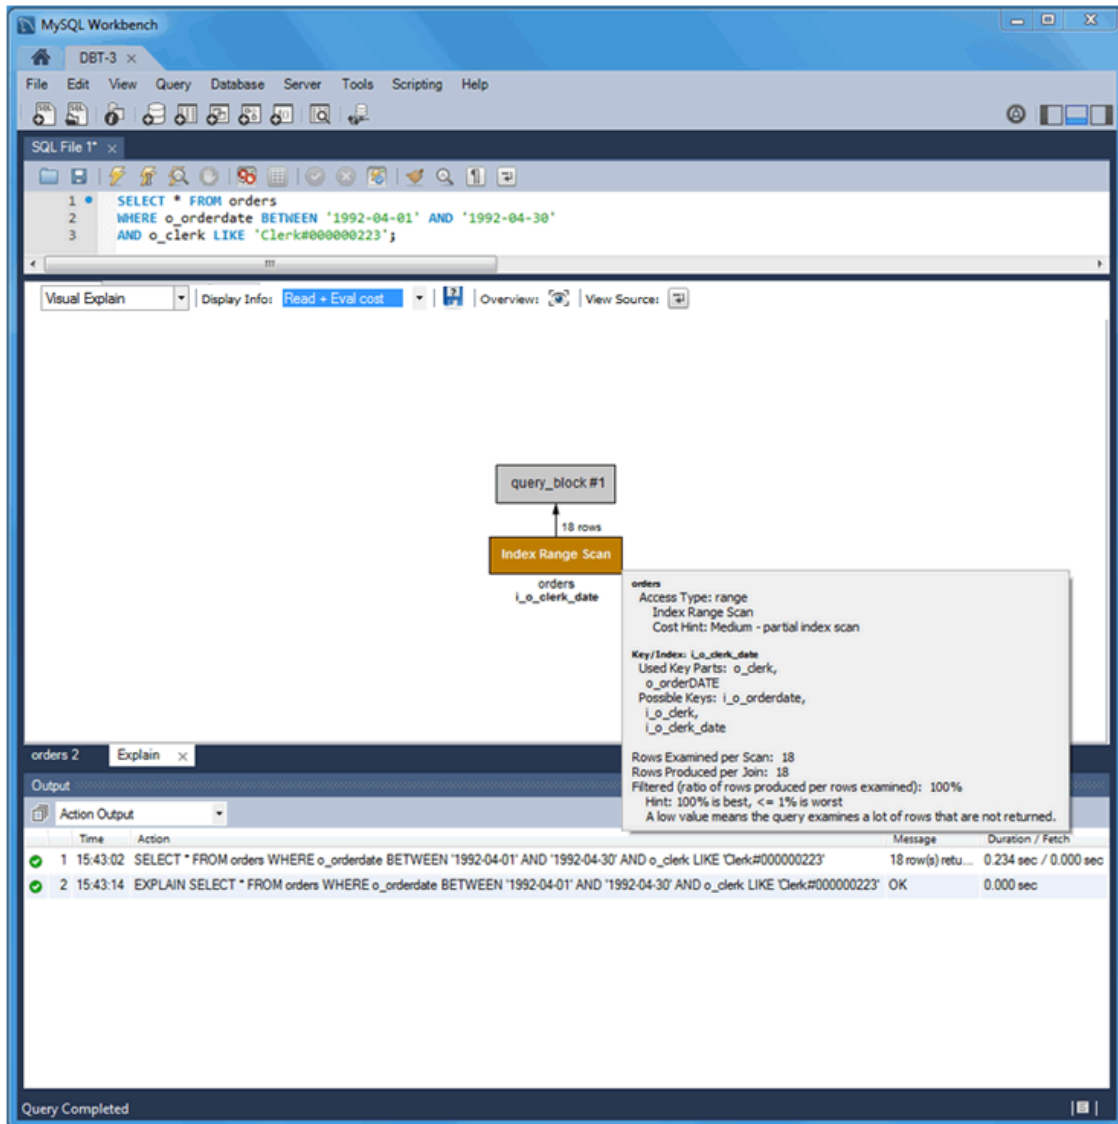 MySQL Workbench
DBT-3
File Edit View Query Database Server Tools Scripting Help
SQL File 1*
1 SELECT * FROM orders
2 WHERE o_orderdate BETWEEN '1992-04-01' AND '1992-04-30'
3 AND o_clerk LIKE 'Clerk#000000223';
Visual Explain Display Info: Read + Eval cost Overview: View Source:
query_block #1
18 rows
Index Range Scan
orders
i_o_clerk_date
orders
Access Type: range
Index Range Scan
Cost Hint: Medium - partial index scan
Key/Index: i_o_clerk_date
Used Key Parts: o_clerk,
o_orderDATE
Possible Keys: i_o_orderdate,
i_o_clerk,
i_o_clerk_date
Rows Examined per Scan: 18
Rows Produced per Join: 18
Filtered (ratio of rows produced per rows examined): 100%
Hint: 100% is best, <= 1% is worst
A low value means the query examines a lot of rows that are not returned.
orders 2 Explain
Output
Action Output
Time Action Message Duration / Fetch
1 15:43:02 SELECT * FROM orders WHERE o_orderdate BETWEEN '1992-04-01' AND '1992-04-30' AND o_clerk LIKE 'Clerk#000000223' 18 row(s) retu... 0.234 sec / 0.000 sec
2 15:43:14 EXPLAIN SELECT * FROM orders WHERE o_orderdate BETWEEN '1992-04-01' AND '1992-04-30' AND o_clerk LIKE 'Clerk#000000223' OK 0.000 sec
Query Completed